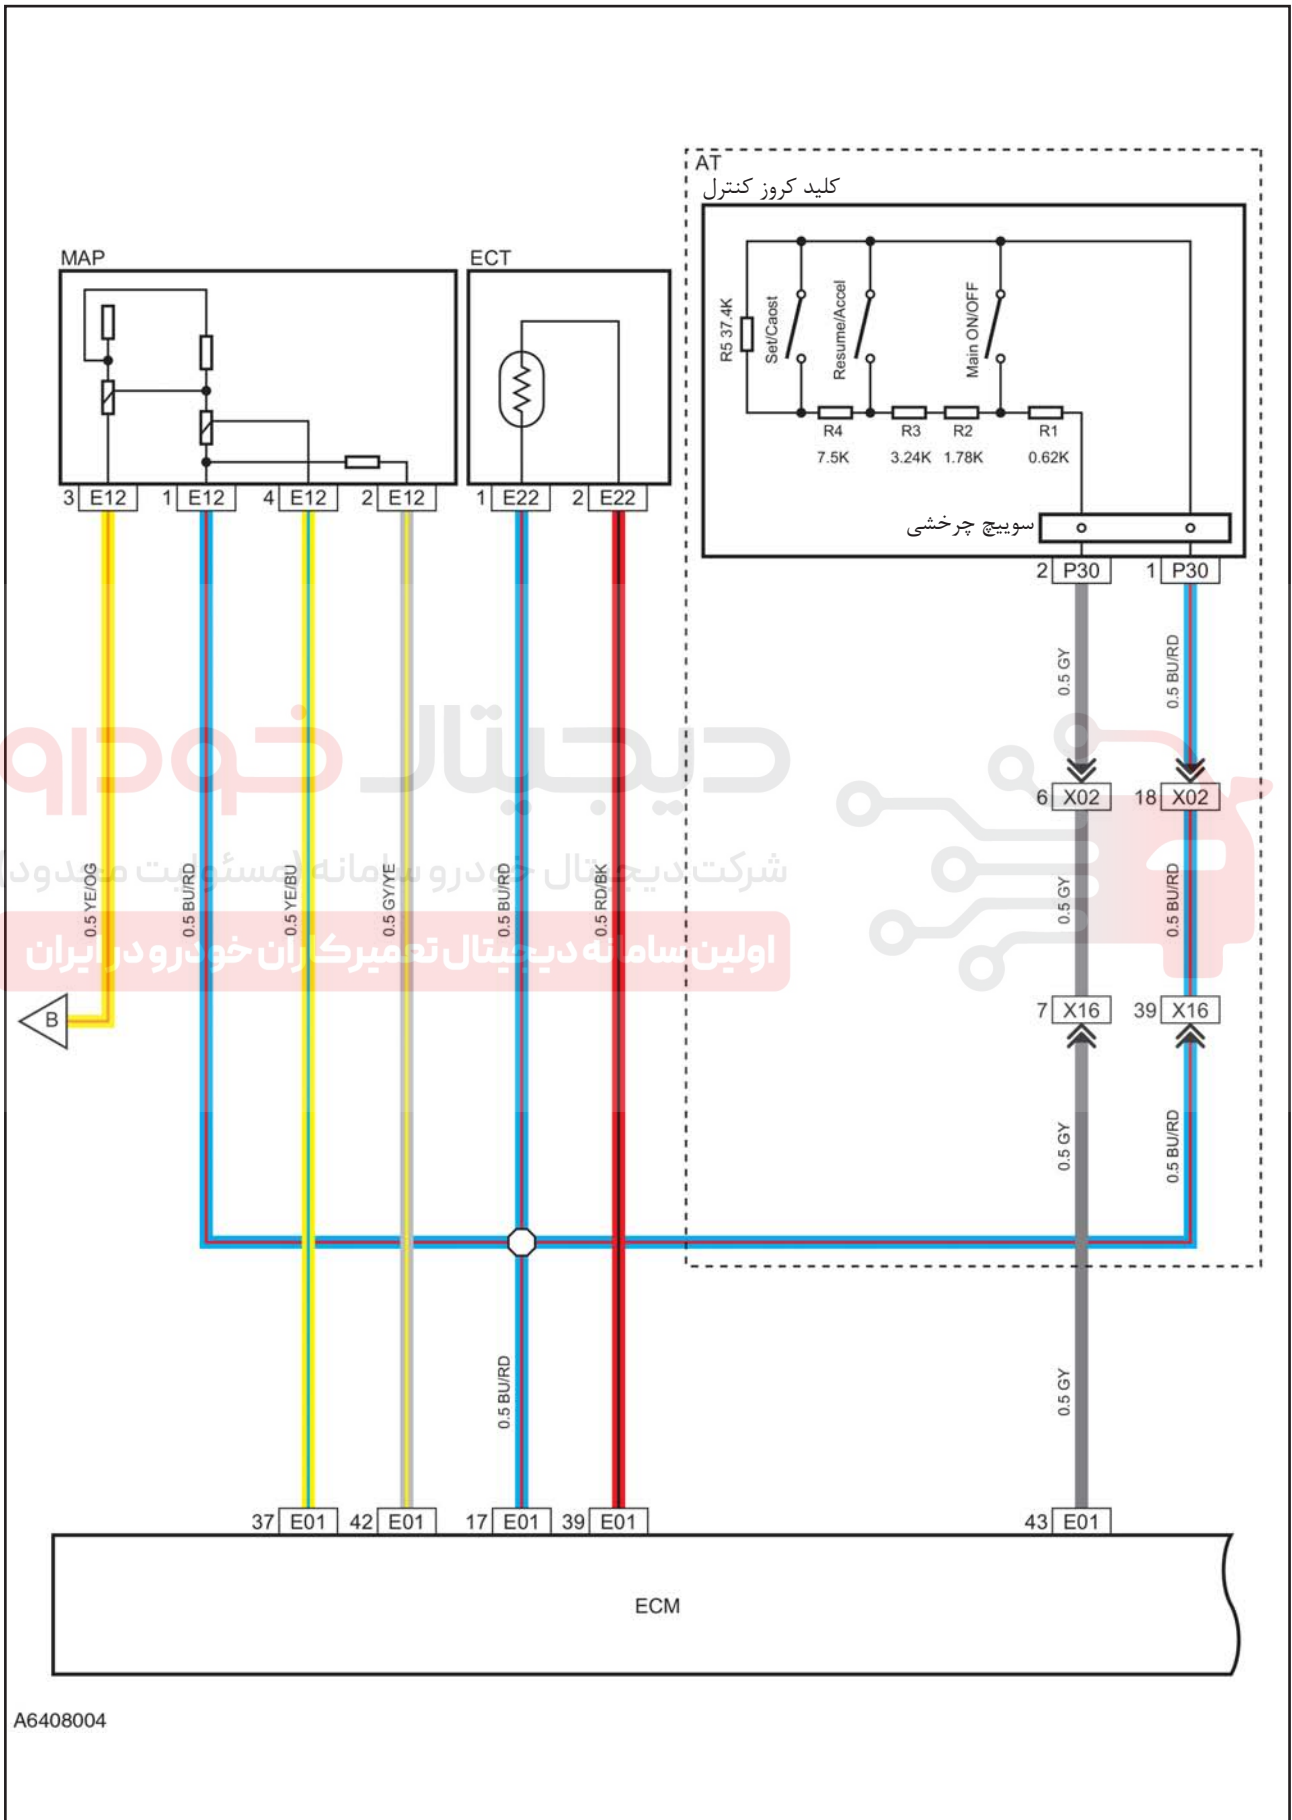 AT
کلید کروز کنترل
MAP
ECT
R5 37.4K
Set/Caost
Resume/Accel
Main ON/OFF
R4
R3
R2
R1
7.5K
3.24K
1.78K
0.62K
سوییچ چرخشی
3 E12
1 E12
4 E12
2 E12
1 E22
2 E22
2 P30
1 P30
0.5 GY
0.5 BU/RD
دیجیتال خودرو
6 X02
18 X02
شرکت دیجیتال خودرو سامانه (مسئولیت محدود)
0.5 YE/OG
0.5 BU/RD
0.5 YE/BU
0.5 GY/YE
0.5 BU/RD
0.5 RD/BK
0.5 GY
0.5 BU/RD
اولین سامانه دیجیتال تعمیرکاران خودرو در ایران
B
7 X16
39 X16
0.5 GY
0.5 BU/RD
0.5 BU/RD
0.5 GY
37 E01
42 E01
17 E01
39 E01
43 E01
ECM
A6408004